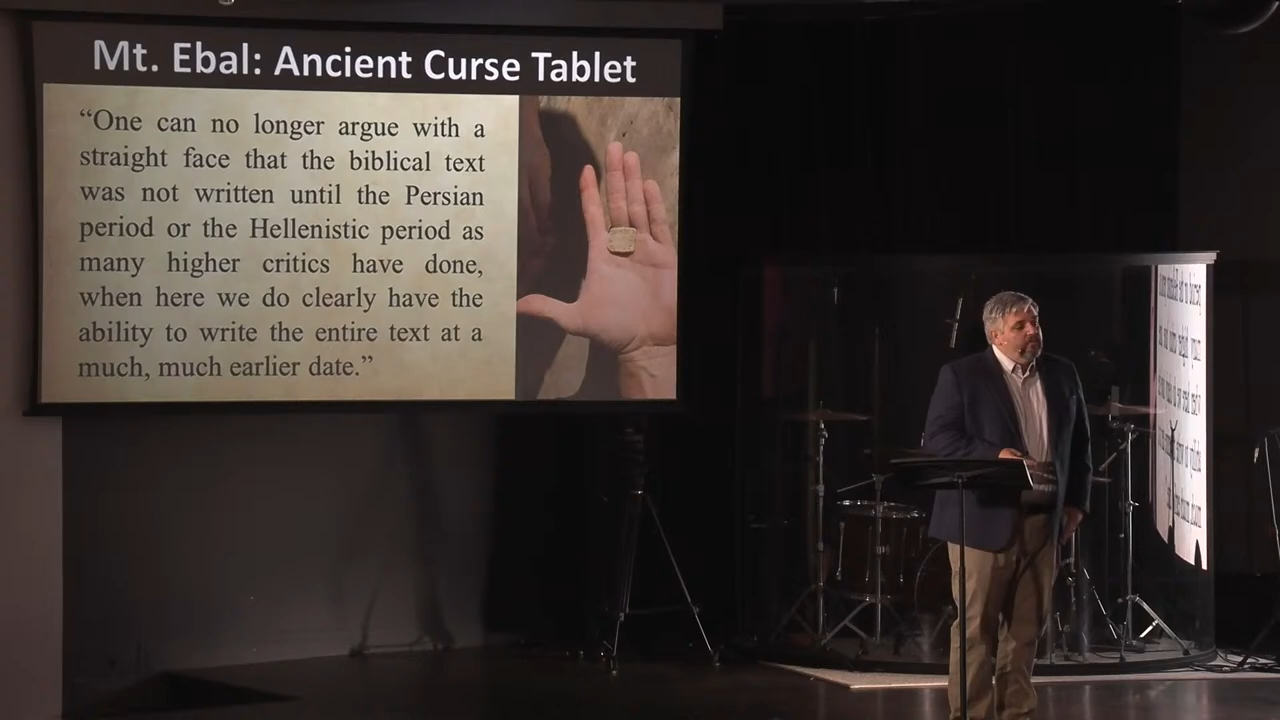 Mt. Ebal: Ancient Curse Tablet
“One can no longer argue with a
straight face that the biblical text
was not written until the Persian
period or the Hellenistic period as
many higher critics have done,
when here we do clearly have the
ability to write the entire text at a
much, much earlier date.”